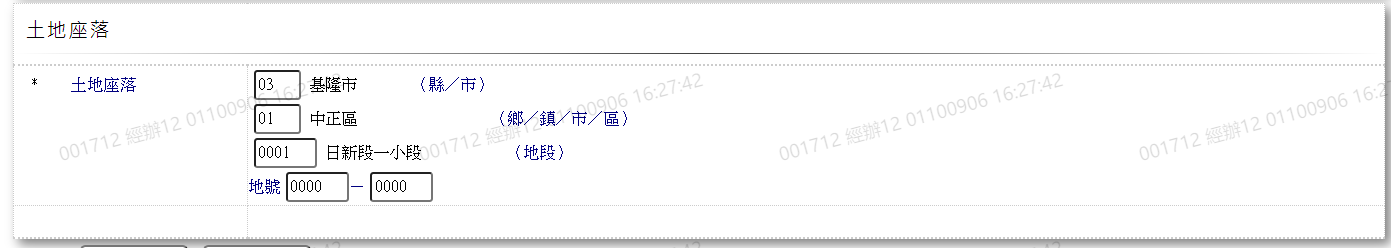 土地座落
* 土地座落 03 基隆市 （縣／市）
01 中正區 （鄉／鎮／市／區）
0001 日新段一小段 （地段）
地號 0000 － 0000
001712 經辦12 01100906 16:27:42
001712 經辦12 01100906 16:27:42
001712 經辦12 01100906 16:27:42
001712 經辦12 01100906 16:2